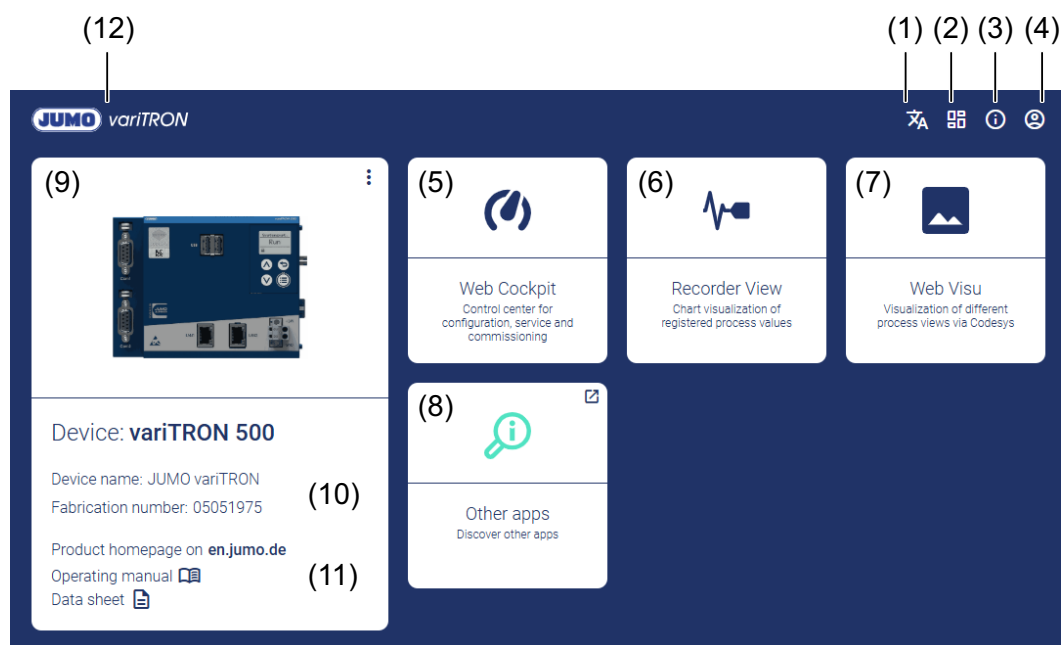 (12)
(1) (2) (3) (4)
JUMO variTRON
(9)
Run
Device: variTRON 500
Device name: JUMO variTRON
Fabrication number: 05051975
(10)
Product homepage on en.jumo.de
Operating manual
Data sheet
(11)
(5)
Web Cockpit
Control center for
configuration, service and
commissioning
(6)
Recorder View
Chart visualization of
registered process values
(7)
Web Visu
Visualization of different
process views via Codesys
(8)
Other apps
Discover other apps